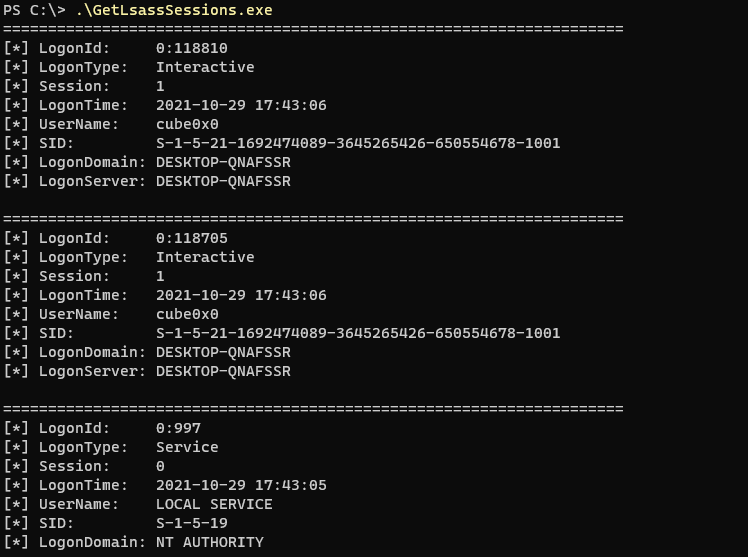 PS C:\> .\GetLsassSessions.exe
=====================================================================
[*] LogonId:     0:118810
[*] LogonType:   Interactive
[*] Session:     1
[*] LogonTime:   2021-10-29 17:43:06
[*] UserName:    cube0x0
[*] SID:         S-1-5-21-1692474089-3645265426-650554678-1001
[*] LogonDomain: DESKTOP-QNAFSSR
[*] LogonServer: DESKTOP-QNAFSSR
=====================================================================
[*] LogonId:     0:118705
[*] LogonType:   Interactive
[*] Session:     1
[*] LogonTime:   2021-10-29 17:43:06
[*] UserName:    cube0x0
[*] SID:         S-1-5-21-1692474089-3645265426-650554678-1001
[*] LogonDomain: DESKTOP-QNAFSSR
[*] LogonServer: DESKTOP-QNAFSSR
=====================================================================
[*] LogonId:     0:997
[*] LogonType:   Service
[*] Session:     0
[*] LogonTime:   2021-10-29 17:43:05
[*] UserName:    LOCAL SERVICE
[*] SID:         S-1-5-19
[*] LogonDomain: NT AUTHORITY